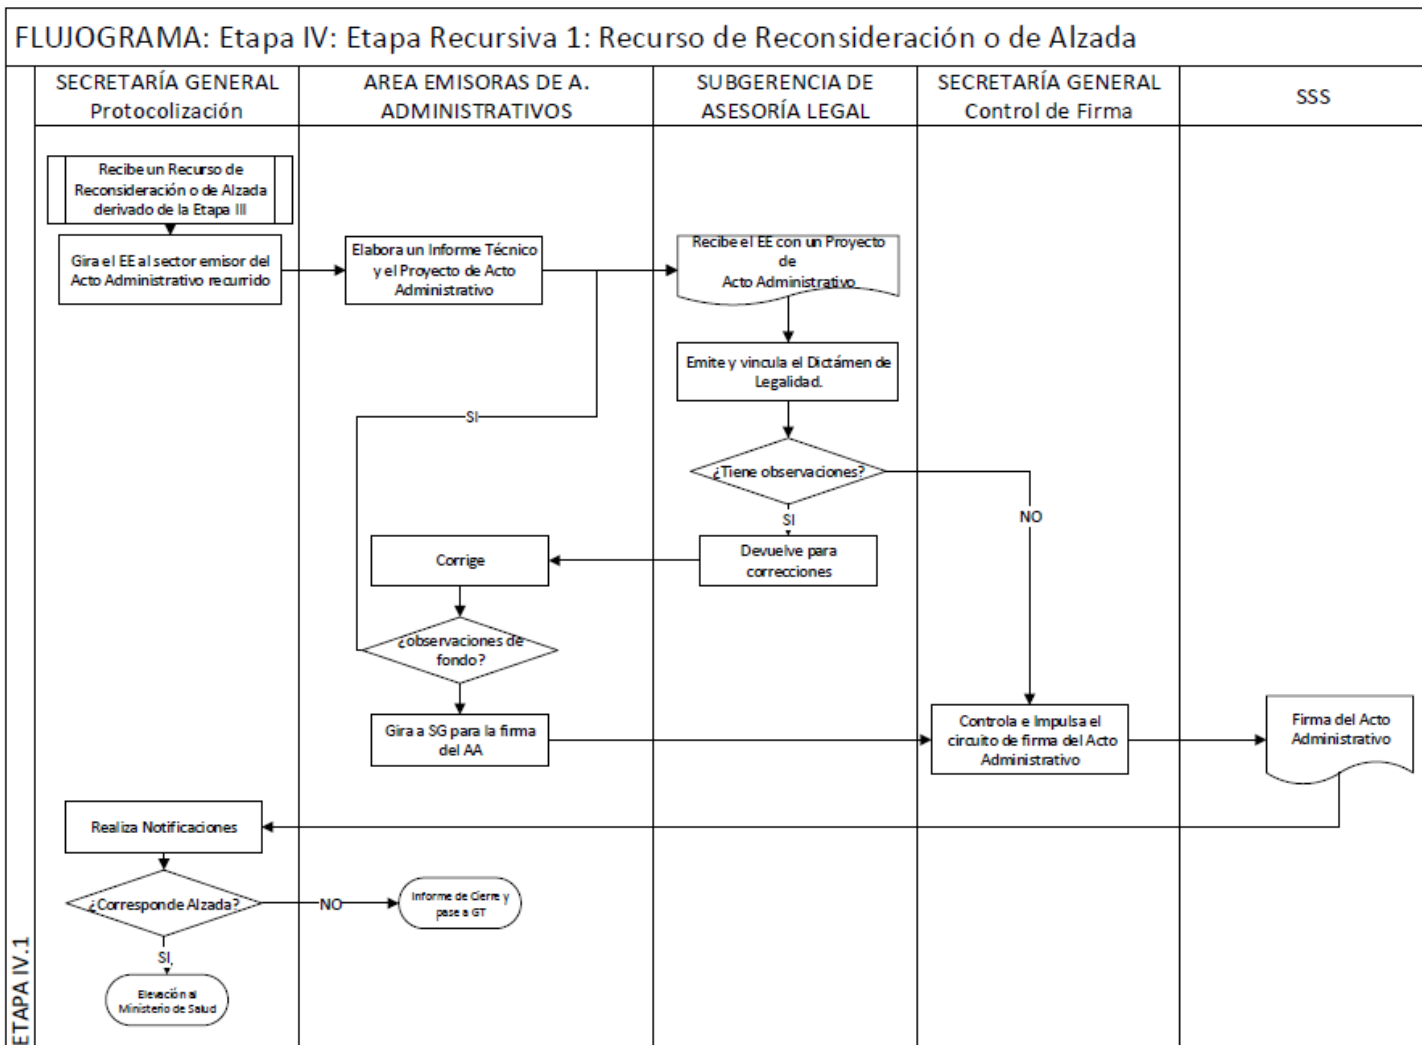 FLUJOGRAMA: Etapa IV: Etapa Recursiva 1: Recurso de Reconsideración o de Alzada
SECRETARÍA GENERAL
Protocolización
AREA EMISORAS DE A.
ADMINISTRATIVOS
SUBGERENCIA DE
ASESORÍA LEGAL
SECRETARÍA GENERAL
Control de Firma
SSS
Recibe un Recurso de
Reconsideración o de Alzada
derivado de la Etapa III
Gira el EE al sector emisor del
Acto Administrativo recurrido
Elabora un Informe Técnico
y el Proyecto de Acto
Administrativo
Recibe el EE con un Proyecto
de
Acto Administrativo
Emite y vincula el Dictámen de
Legalidad.
SI
¿Tiene observaciones?
NO
SI
Devuelve para
correcciones
Corrige
¿observaciones de
fondo?
Gira a SG para la firma
del AA
Controla e Impulsa el
circuito de firma del Acto
Administrativo
Firma del Acto
Administrativo
Realiza Notificaciones
¿Corresponde Alzada?
NO
Informe de Cierre y
pase a GT
SI,
Elevación al
Ministerio de Salud
ETAPA IV.1